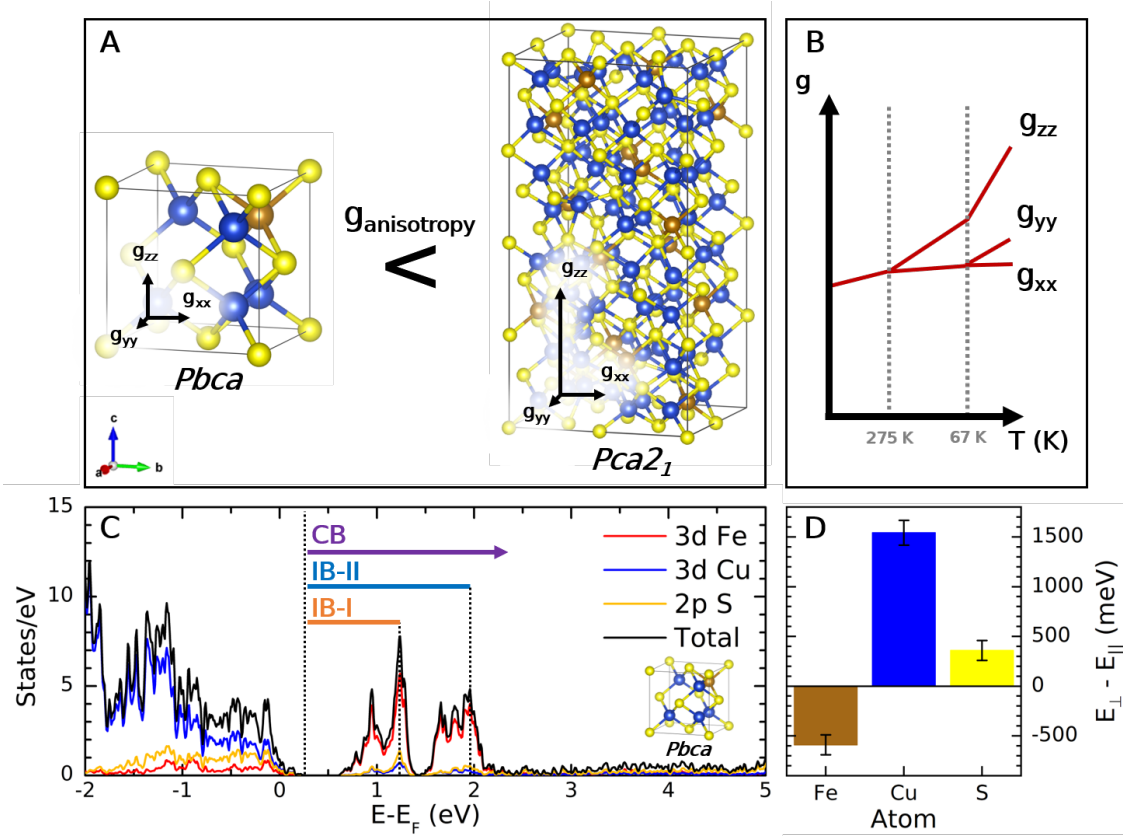 A
g_zz
g_xx
g_yy
Pbca
g_anisotropy
<
g_zz
g_xx
g_yy
Pca2_1
c
a
b
B
g
g_zz
g_yy
g_xx
275 K
67 K
T (K)
C
States/eV
15
10
5
0
CB
IB-II
IB-I
3d Fe
3d Cu
2p S
Total
Pbca
-2
-1
0
1
2
3
4
5
E-E_F (eV)
D
1500
1000
500
0
-500
E_⊥ - E_|| (meV)
Fe
Cu
S
Atom